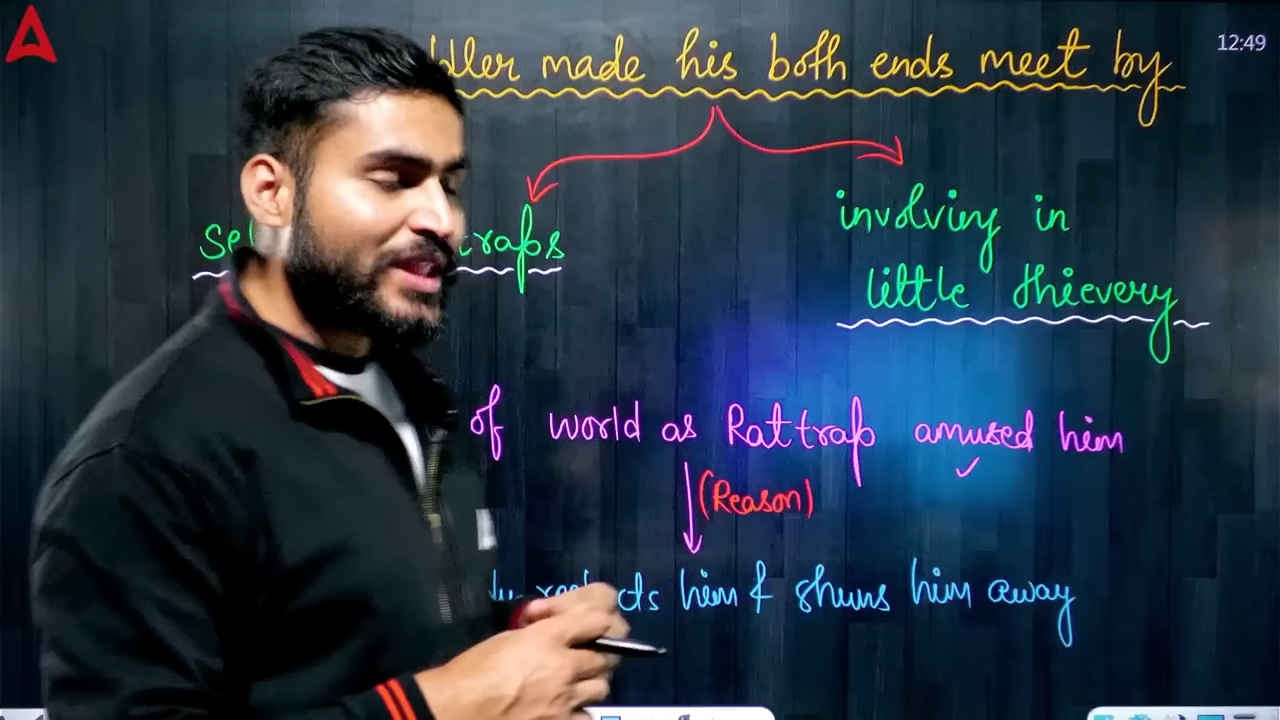 12:49
made his both ends meet by
involving in
traps
little thievery
of world as Rattrap amused him
(Reason)
him & shuns him away